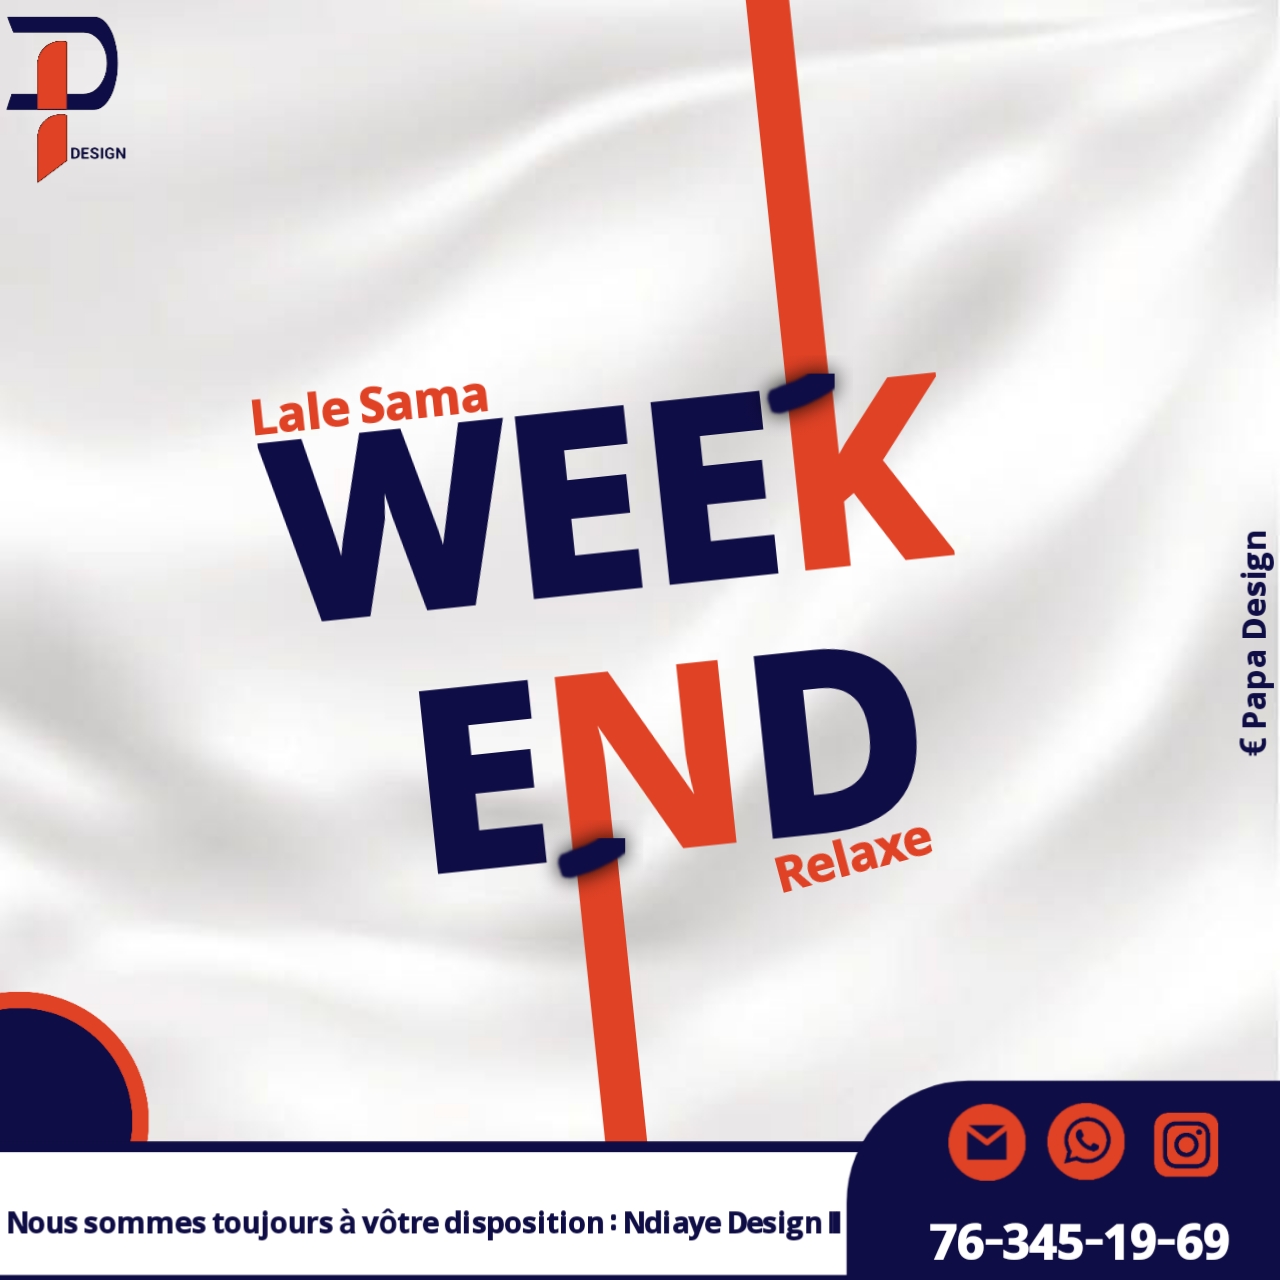 DESIGN
Lale Sama
WEEK
END
Relaxe
€ Papa Design
Nous sommes toujours à vôtre disposition : Ndiaye Design
76-345-19-69